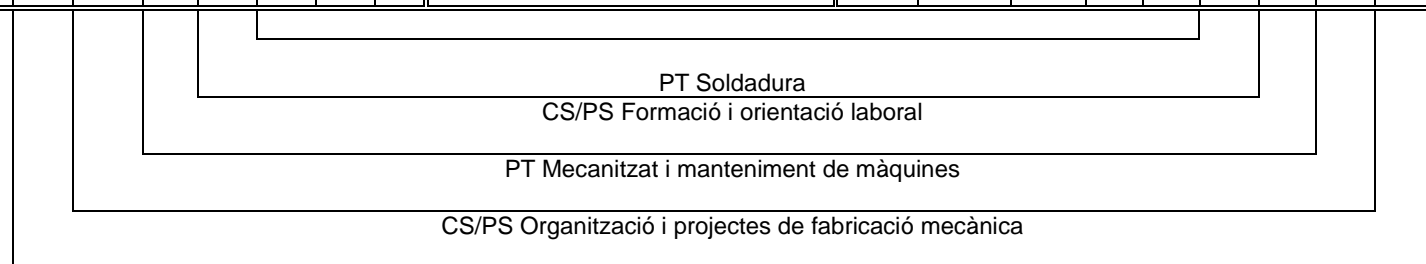 PT Soldadura
CS/PS Formació i orientació laboral
PT Mecanitzat i manteniment de màquines
CS/PS Organització i projectes de fabricació mecànica